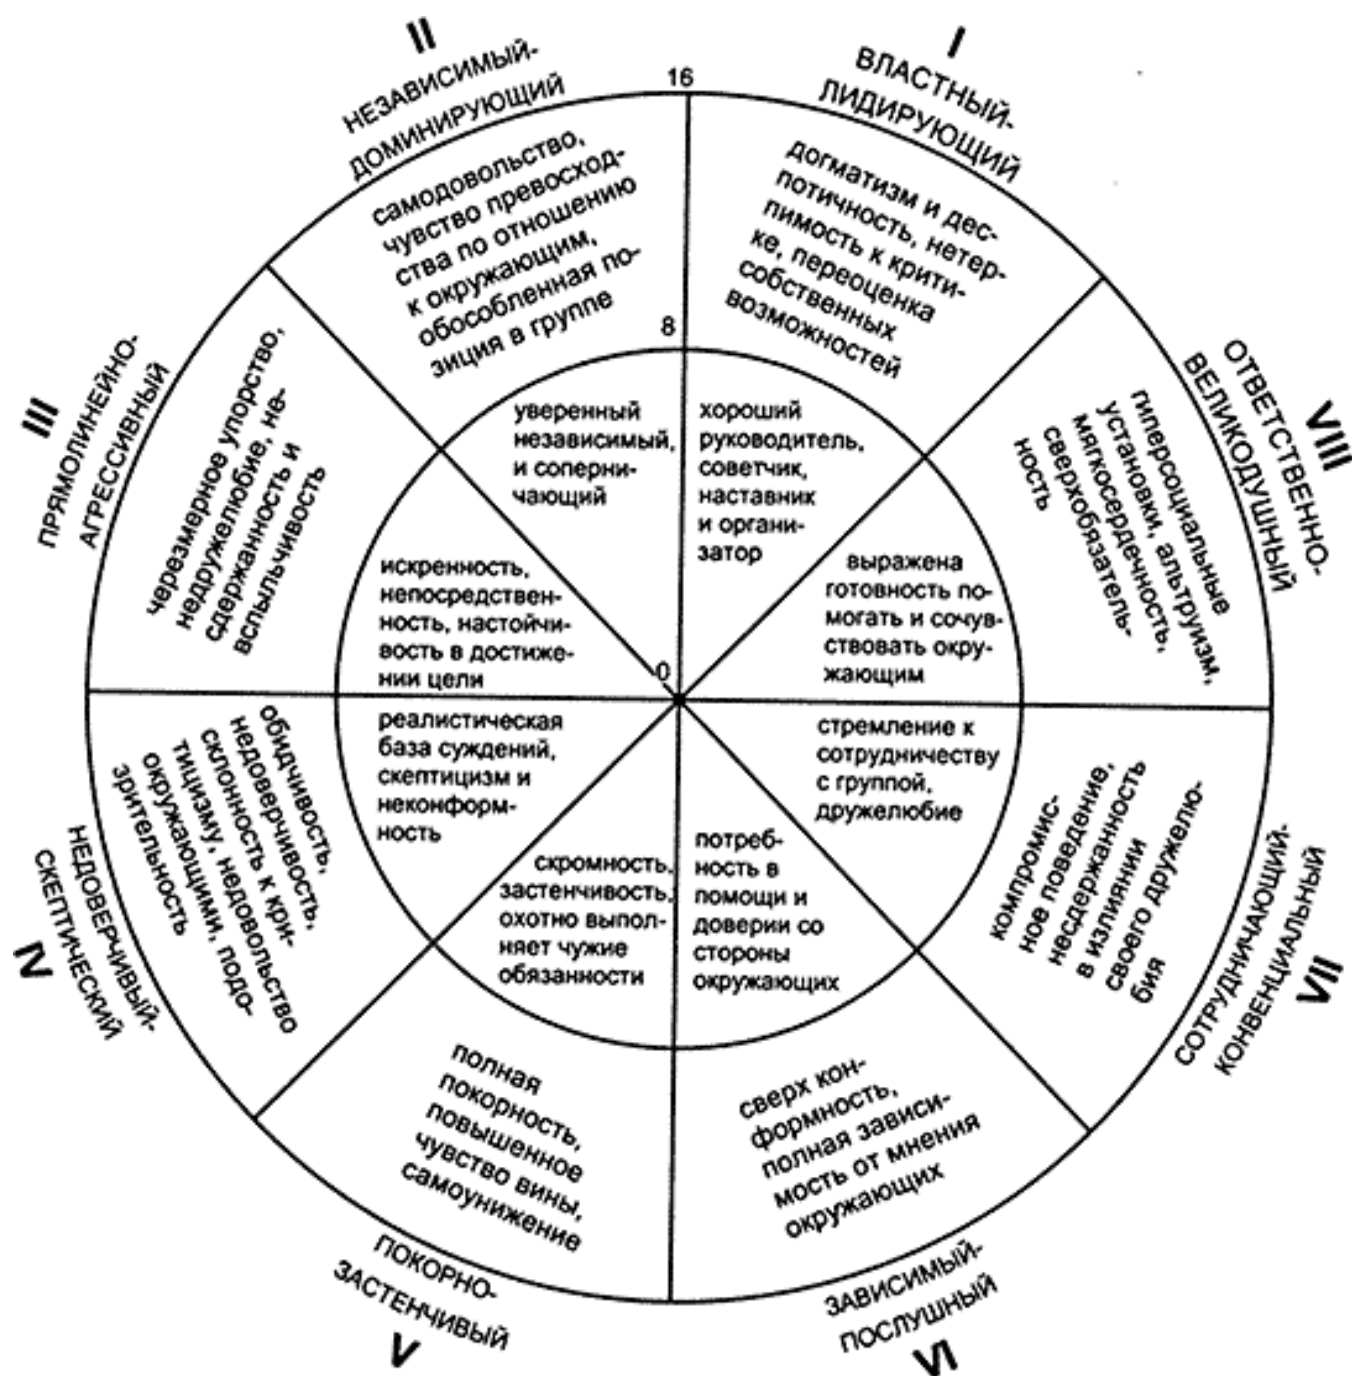 I
ВЛАСТНЫЙ-
ЛИДИРУЮЩИЙ
догматизм и дес-
потичность, нетер-
пимость к крити-
ке, переоценка
собственных
возможностей
хороший
руководитель,
советчик,
наставник
и органи-
затор
II
НЕЗАВИСИМЫЙ-
ДОМИНИРУЮЩИЙ
самодовольство,
чувство превосход-
ства по отношению
к окружающим,
обособленная по-
зиция в группе
уверенный
независимый,
и соперни-
чающий
III
ПРЯМОЛИНЕЙНО-
АГРЕССИВНЫЙ
черезмерное упорство,
недружелюбие, не-
сдержанность и
вспыльчивость
искренность,
непосредствен-
ность, настойчи-
вость в достиже-
нии цели
IV
НЕДОВЕРЧИВЫЙ-
СКЕПТИЧЕСКИЙ
обидчивость,
недоверчивость,
склонность к кри-
тицизму, недовольство
окружающими, подо-
зрительность
реалистическая
база суждений,
скептицизм и
неконформ-
ность
V
ПОКОРНО-
ЗАСТЕНЧИВЫЙ
полная
покорность,
повышенное
чувство вины,
самоунижение
скромность,
застенчивость,
охотно выпол-
няет чужие
обязанности
VI
ЗАВИСИМЫЙ-
ПОСЛУШНЫЙ
сверх кон-
формность,
полная зависи-
мость от мнения
окружающих
потреб-
ность в
помощи и
доверии со
стороны
окружающих
VII
СОТРУДНИЧАЮЩИЙ-
КОНВЕНЦИАЛЬНЫЙ
компромис-
ное поведение,
несдержанность
в излиянии
своего дружелю-
бия
стремление к
сотрудничеству
с группой,
дружелюбие
VIII
ОТВЕТСТВЕННО-
ВЕЛИКОДУШНЫЙ
гиперсоциальные
установки, альтруизм,
мягкосердечность,
сверхобязатель-
ность
выражена
готовность по-
могать и сочув-
ствовать окру-
жающим
16
8
0